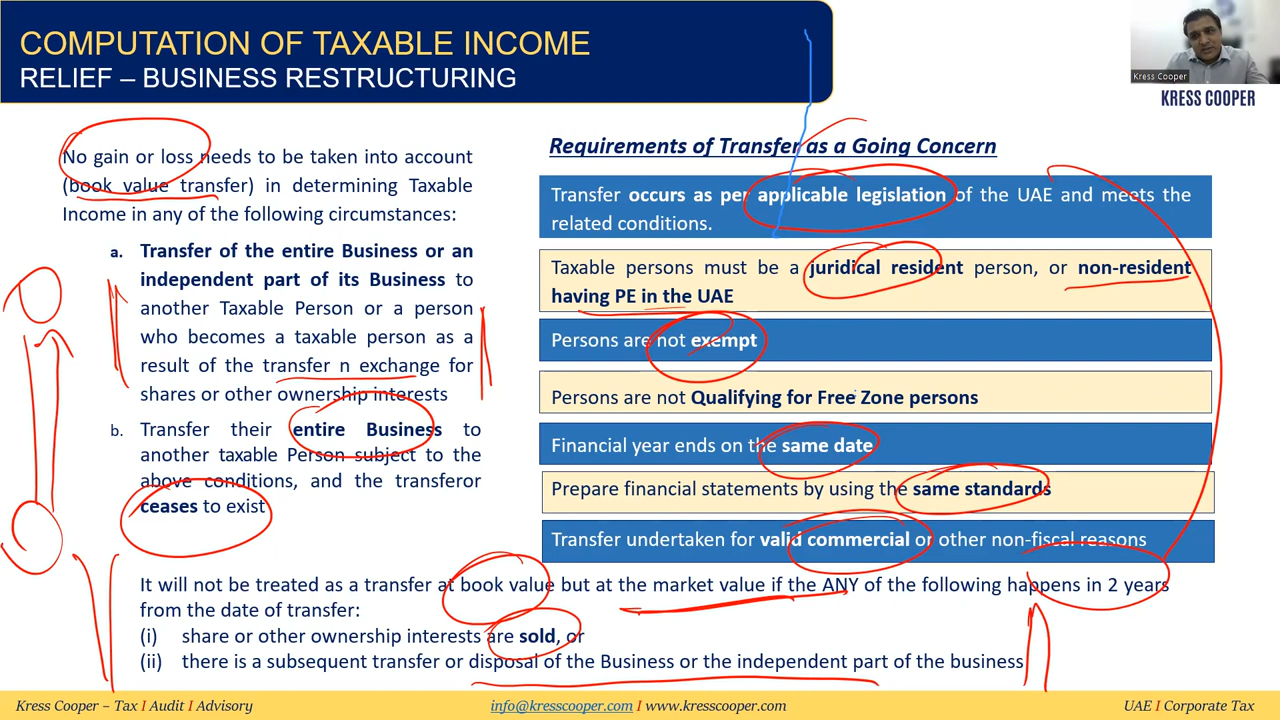 COMPUTATION OF TAXABLE INCOME
RELIEF – BUSINESS RESTRUCTURING
Kress Cooper
KRESS COOPER
No gain or loss needs to be taken into account
(book value transfer) in determining Taxable
Income in any of the following circumstances:
a. Transfer of the entire Business or an
independent part of its Business to
another Taxable Person or a person
who becomes a taxable person as a
result of the transfer n exchange for
shares or other ownership interests
b. Transfer their entire Business to
another taxable Person subject to the
above conditions, and the transferor
ceases to exist
Requirements of Transfer as a Going Concern
Transfer occurs as per applicable legislation of the UAE and meets the
related conditions.
Taxable persons must be a juridical resident person, or non-resident
having PE in the UAE
Persons are not exempt
Persons are not Qualifying for Free Zone persons
Financial year ends on the same date
Prepare financial statements by using the same standards
Transfer undertaken for valid commercial or other non-fiscal reasons
It will not be treated as a transfer at book value but at the market value if the ANY of the following happens in 2 years
from the date of transfer:
(i) share or other ownership interests are sold, or
(ii) there is a subsequent transfer or disposal of the Business or the independent part of the business
Kress Cooper – Tax I Audit I Advisory
info@kresscooper.com I www.kresscooper.com
UAE I Corporate Tax